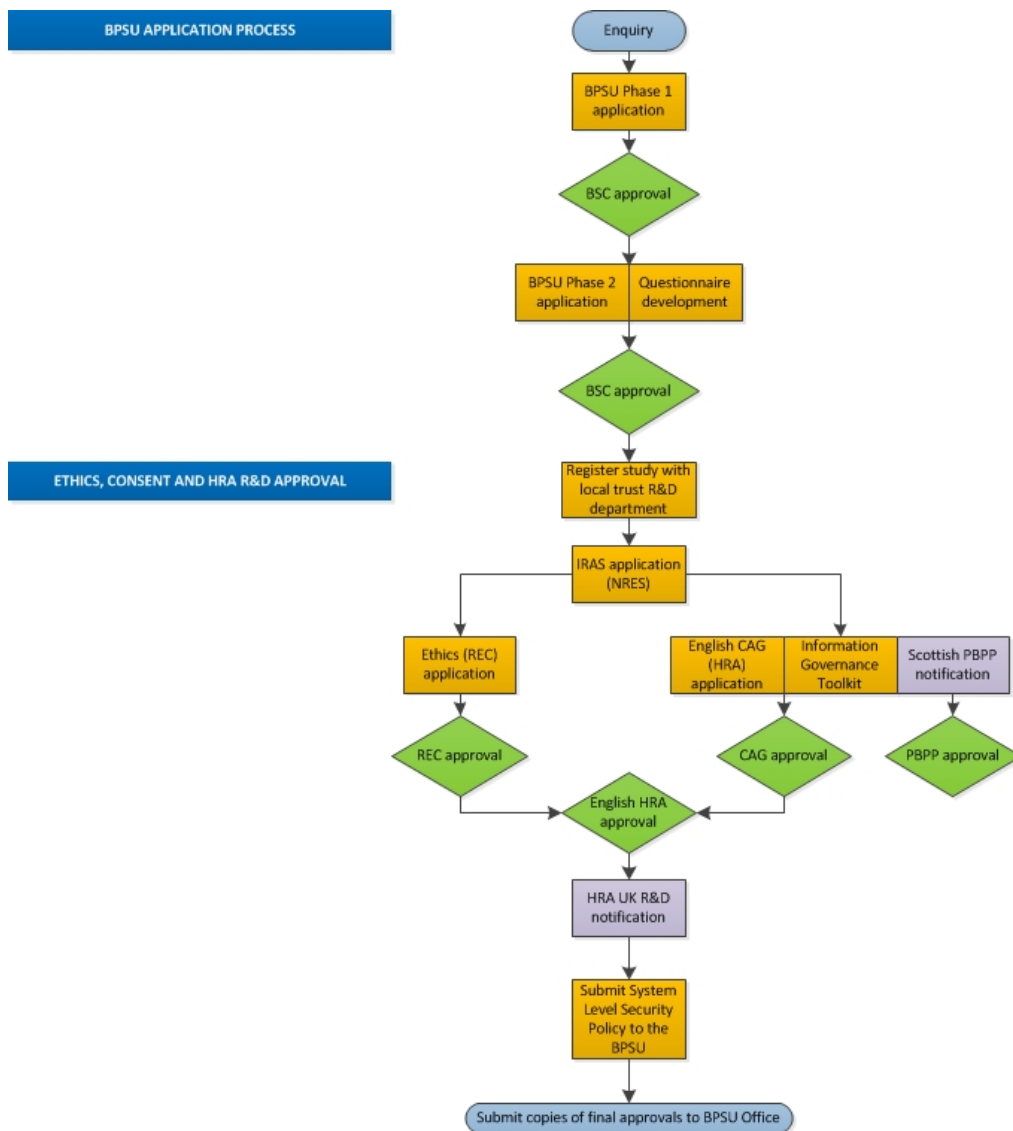 BPSU APPLICATION PROCESS
Enquiry
BPSU Phase 1
application
BSC approval
BPSU Phase 2
application
Questionnaire
development
BSC approval
ETHICS, CONSENT AND HRA R&D APPROVAL
Register study with
local trust R&D
department
IRAS application
(NRES)
Ethics (REC)
application
English CAG
(HRA)
application
Information
Governance
Toolkit
Scottish PBPP
notification
REC approval
CAG approval
PBPP approval
English HRA
approval
HRA UK R&D
notification
Submit System
Level Security
Policy to the
BPSU
Submit copies of final approvals to BPSU Office